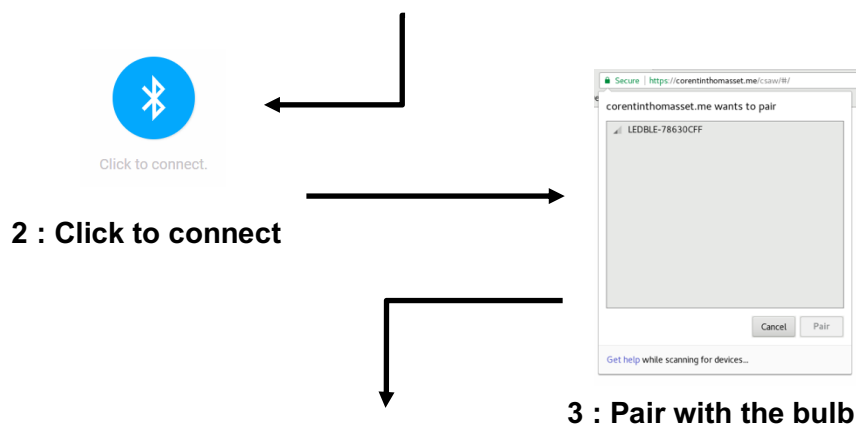 Click to connect.
2 : Click to connect
Secure | https://corentinthomasset.me/csaw/#/
corentinthomasset.me wants to pair
LEDBLE-78630CFF
Cancel Pair
Get help while scanning for devices...
3 : Pair with the bulb